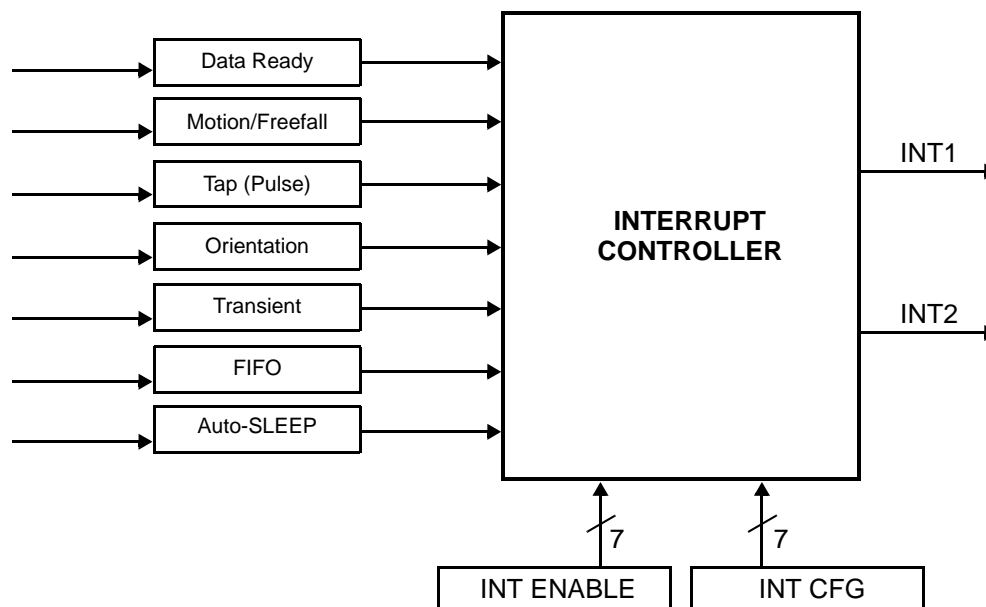 Data Ready
Motion/Freefall
Tap (Pulse)
Orientation
Transient
FIFO
Auto-SLEEP
INTERRUPT
CONTROLLER
INT1
INT2
7
7
INT ENABLE
INT CFG